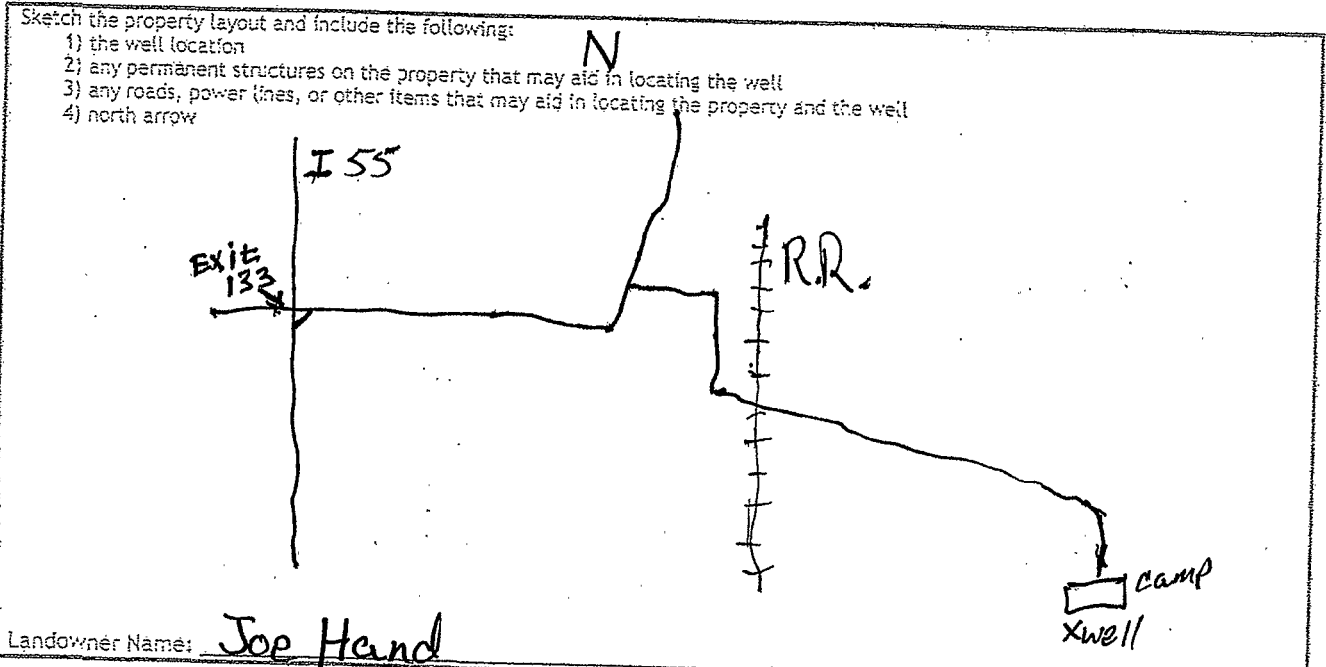 Sketch the property layout and include the following:
1) the well location
2) any permanent structures on the property that may aid in locating the well
3) any roads, power lines, or other items that may aid in locating the property and the well
4) north arrow
N
I 55
Exit
133
R.R.
camp
xwell
Landowner Name: Joe Hand